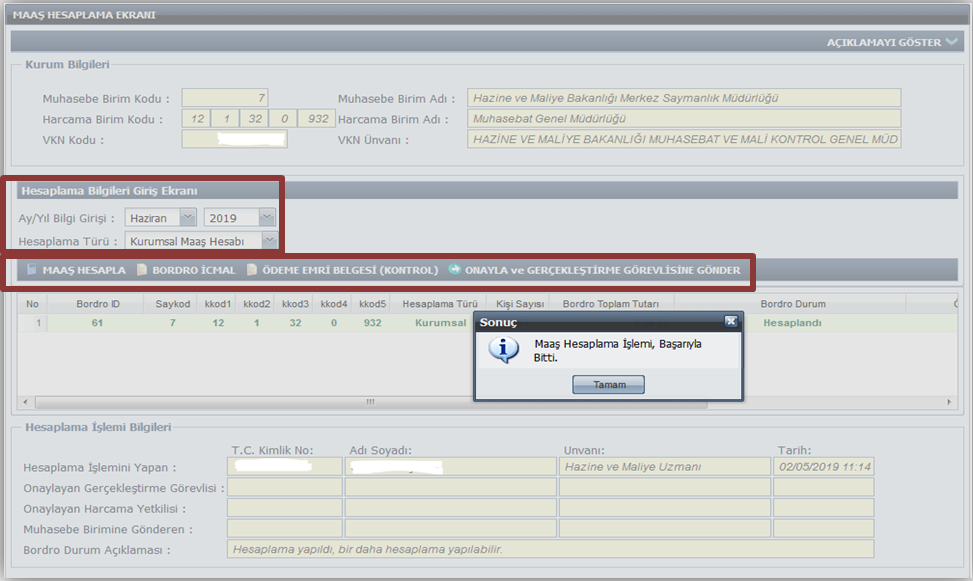 MAAŞ HESAPLAMA EKRANI
AÇIKLAMAYI GÖSTER
Kurum Bilgileri
Muhasebe Birim Kodu : 7 Muhasebe Birim Adı : Hazine ve Maliye Bakanlığı Merkez Saymanlık Müdürlüğü
Harcama Birim Kodu : 12 1 32 0 932 Harcama Birim Adı : Muhasebat Genel Müdürlüğü
VKN Kodu : VKN Ünvanı : HAZİNE VE MALİYE BAKANLIĞI MUHASEBAT VE MALİ KONTROL GENEL MÜD
Hesaplama Bilgileri Giriş Ekranı
Ay/Yıl Bilgi Girişi : Haziran 2019
Hesaplama Türü : Kurumsal Maaş Hesabı
MAAŞ HESAPLA BORDRO İCMAL ÖDEME EMRİ BELGESİ (KONTROL) ONAYLA ve GERÇEKLEŞTİRME GÖREVLİSİNE GÖNDER
No Bordro ID Saykod kkod1 kkod2 kkod3 kkod4 kkod5 Hesaplama Türü Kişi Sayısı Bordro Toplam Tutarı Bordro Durum
1 61 7 12 1 32 0 932 Kurumsal Hesaplandı
Sonuç
Maaş Hesaplama İşlemi, Başarıyla
Bitti.
Tamam
Hesaplama İşlemi Bilgileri
T.C. Kimlik No: Adı Soyadı: Unvanı: Tarih:
Hesaplama İşlemini Yapan : Hazine ve Maliye Uzmanı 02/05/2019 11:14
Onaylayan Gerçekleştirme Görevlisi :
Onaylayan Harcama Yetkilisi :
Muhasebe Birimine Gönderen :
Bordro Durum Açıklaması : Hesaplama yapıldı, bir daha hesaplama yapılabilir.